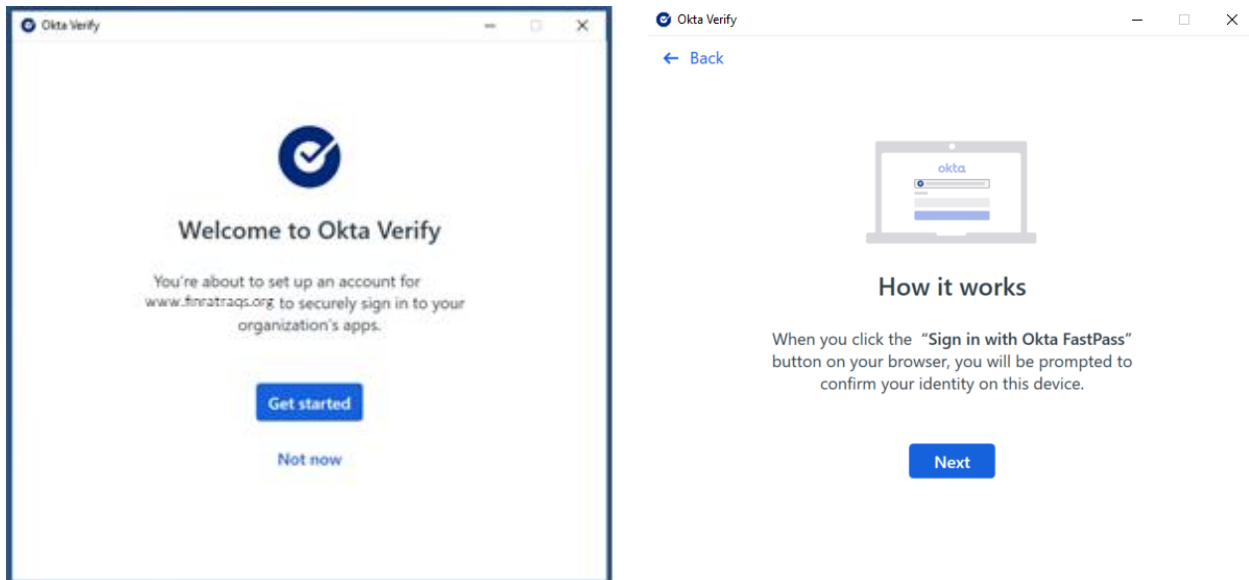 Okta Verify
Welcome to Okta Verify
You're about to set up an account for
www.finratraqs.org to securely sign in to your
organization's apps.
Get started
Not now
Okta Verify
← Back
okta
How it works
When you click the "Sign in with Okta FastPass"
button on your browser, you will be prompted to
confirm your identity on this device.
Next